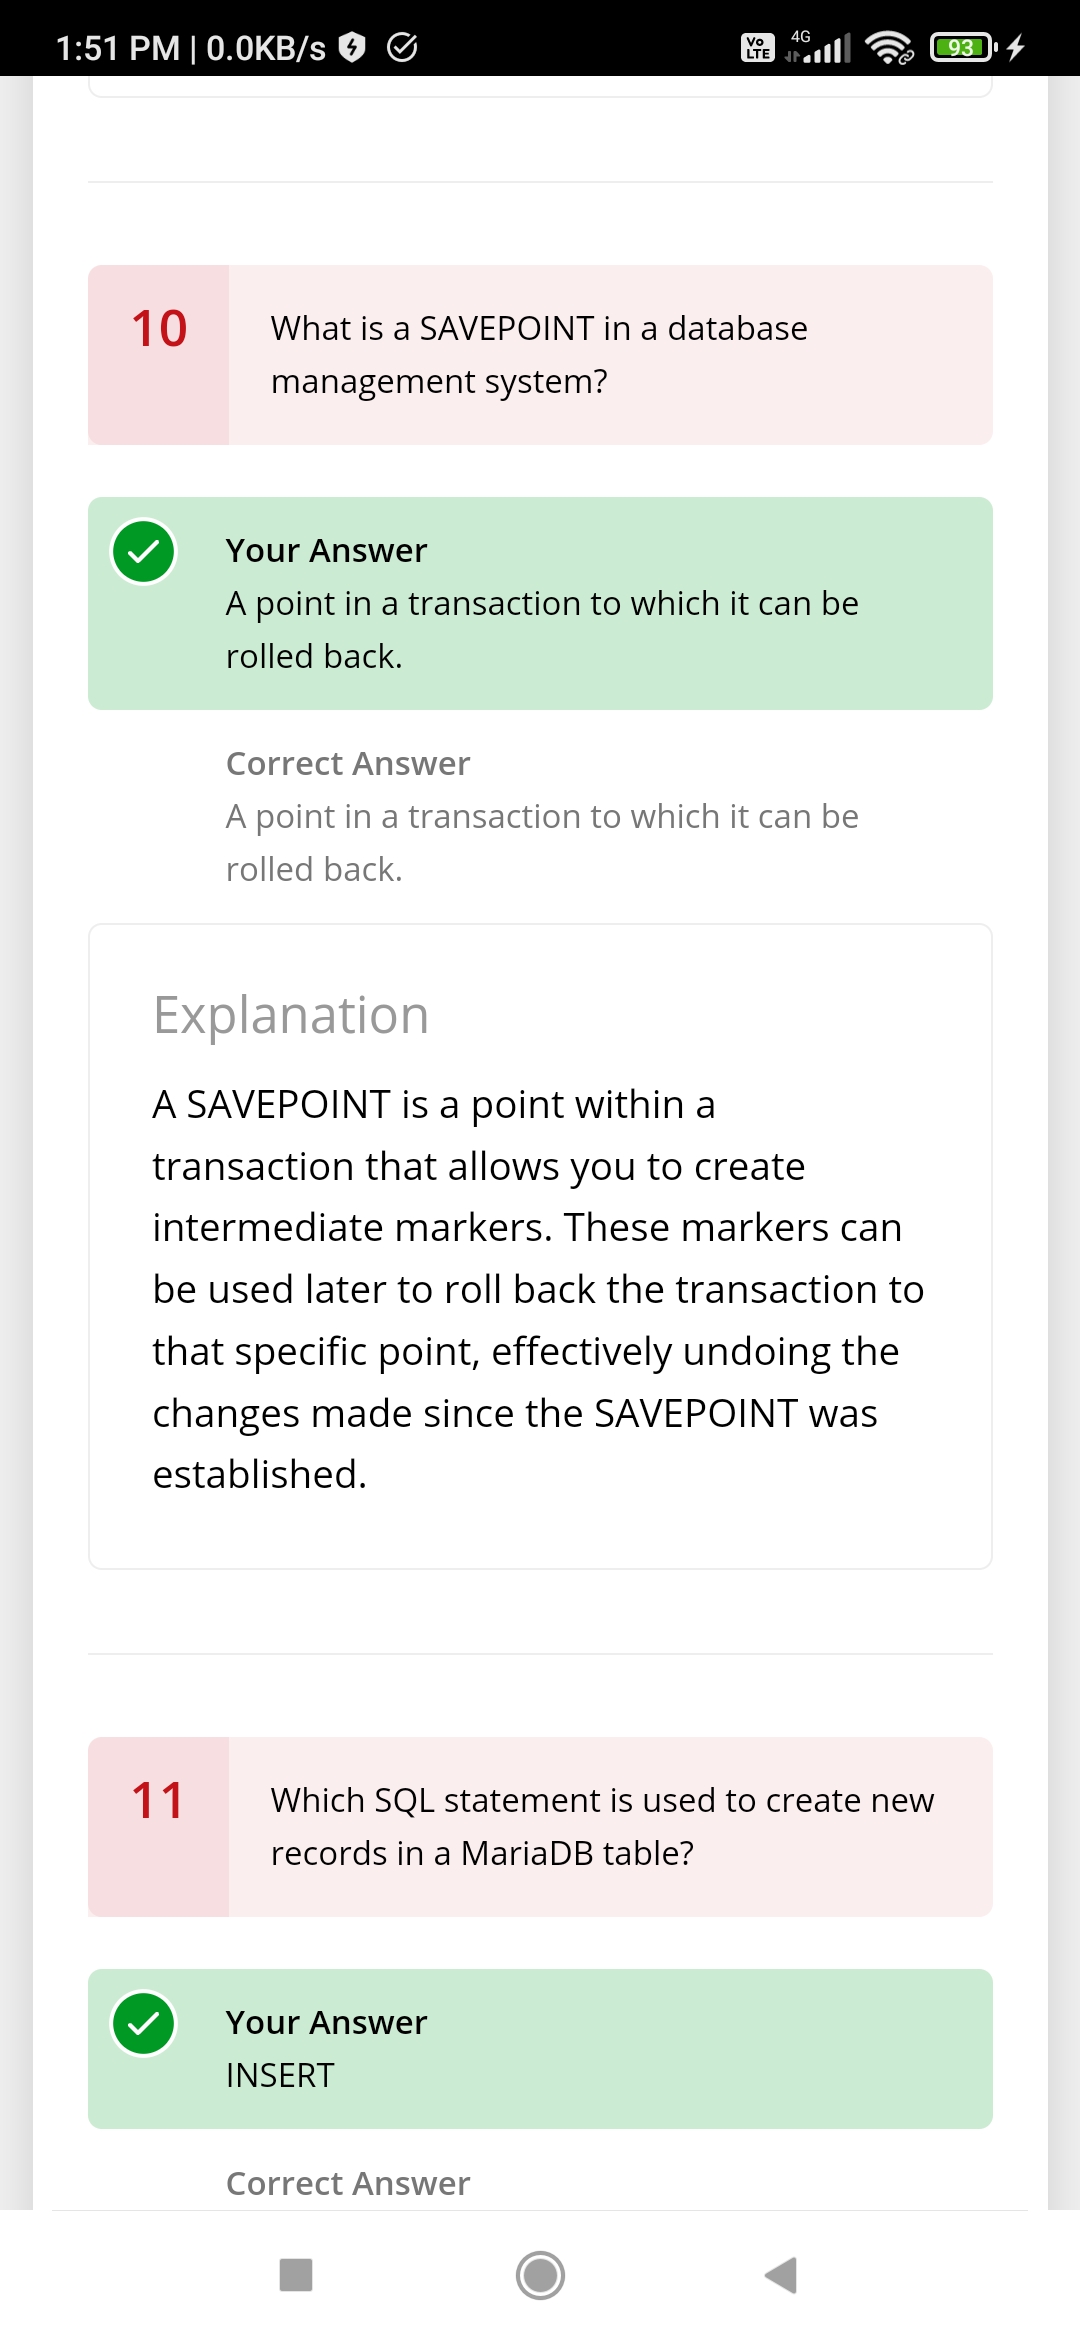 1:51 PM | 0.0KB/s
Vo LTE 4G 93
10
What is a SAVEPOINT in a database
management system?
Your Answer
A point in a transaction to which it can be
rolled back.
Correct Answer
A point in a transaction to which it can be
rolled back.
Explanation
A SAVEPOINT is a point within a
transaction that allows you to create
intermediate markers. These markers can
be used later to roll back the transaction to
that specific point, effectively undoing the
changes made since the SAVEPOINT was
established.
11
Which SQL statement is used to create new
records in a MariaDB table?
Your Answer
INSERT
Correct Answer